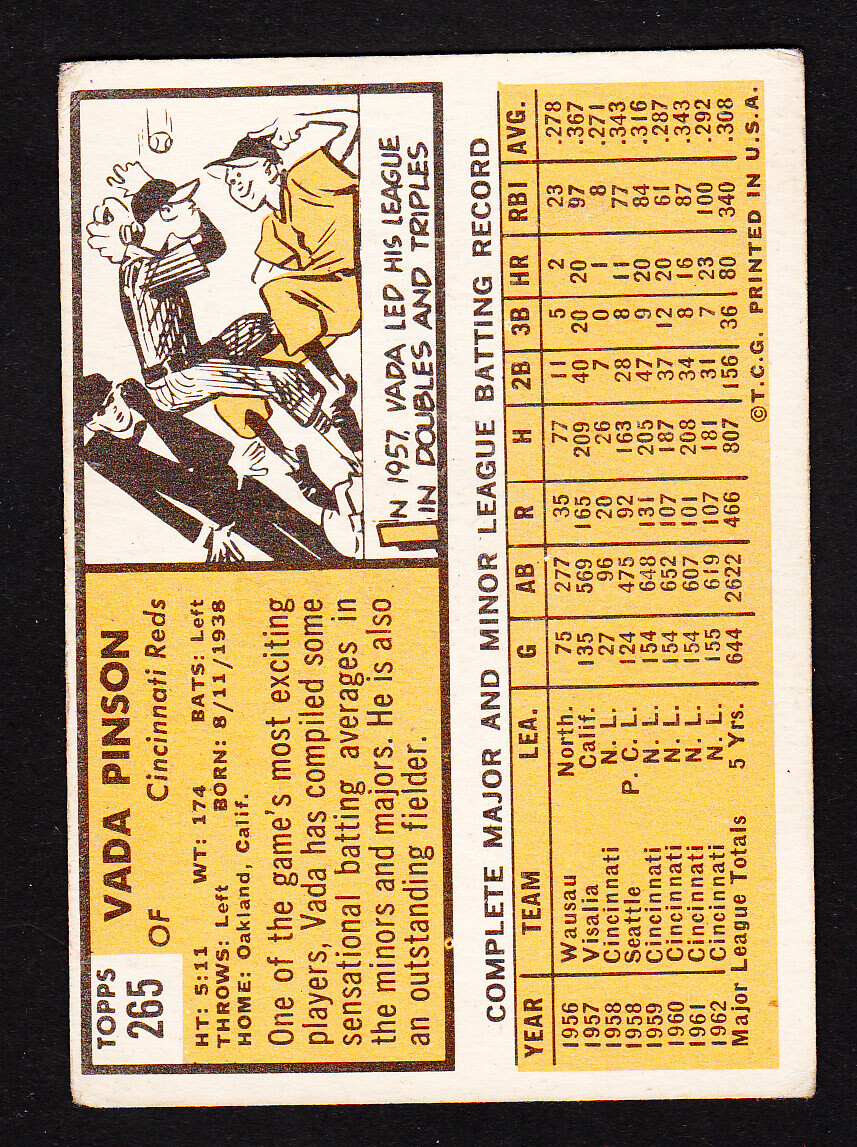 TOPPS
265
VADA PINSON
OF Cincinnati Reds
HT: 5:11 WT: 174 BATS: Left
THROWS: Left BORN: 8/11/1938
HOME: Oakland, Calif.
One of the game's most exciting
players, Vada has compiled some
sensational batting averages in
the minors and majors. He is also
an outstanding fielder.
IN 1957, VADA LED HIS LEAGUE
IN DOUBLES AND TRIPLES
COMPLETE MAJOR AND MINOR LEAGUE BATTING RECORD
YEAR TEAM LEA. G AB R H 2B 3B HR RBI AVG.
1956 Wausau North. 75 277 35 77 11 5 2 23 .278
1957 Visalia Calif. 135 569 165 209 40 20 20 97 .367
1958 Cincinnati N. L. 27 96 20 26 7 0 1 8 .271
1958 Seattle P. C. L. 124 475 92 163 28 8 11 77 .343
1959 Cincinnati N. L. 154 648 131 205 47 9 20 84 .316
1960 Cincinnati N. L. 154 652 107 187 37 12 20 61 .287
1961 Cincinnati N. L. 154 607 101 208 34 8 16 87 .343
1962 Cincinnati N. L. 155 619 107 181 31 7 23 100 .292
Major League Totals 5 Yrs. 644 2622 466 807 156 36 80 340 .308
©T.C.G. PRINTED IN U.S.A.